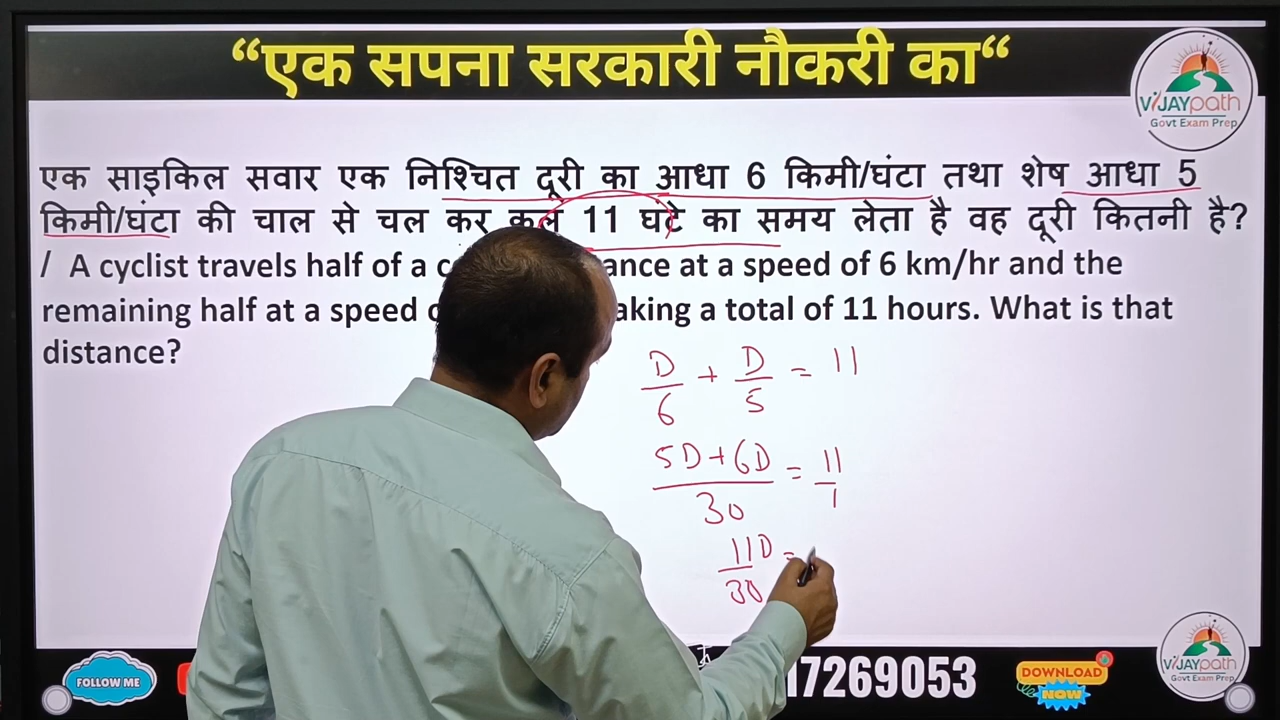 “एक सपना सरकारी नौकरी का“
VIJAYpath
Govt Exam Prep
एक साइकिल सवार एक निश्चित दूरी का आधा 6 किमी/घंटा तथा शेष आधा 5
किमी/घंटा की चाल से चल कर कुल 11 घंटे का समय लेता है वह दूरी कितनी है?
/ A cyclist travels half of a c ance at a speed of 6 km/hr and the
remaining half at a speed aking a total of 11 hours. What is that
distance?
D/6 + D/5 = 11
5D+6D/30 = 11/1
11D/30 =
FOLLOW ME
17269053
DOWNLOAD
NOW
VIJAYpath
Govt Exam Prep